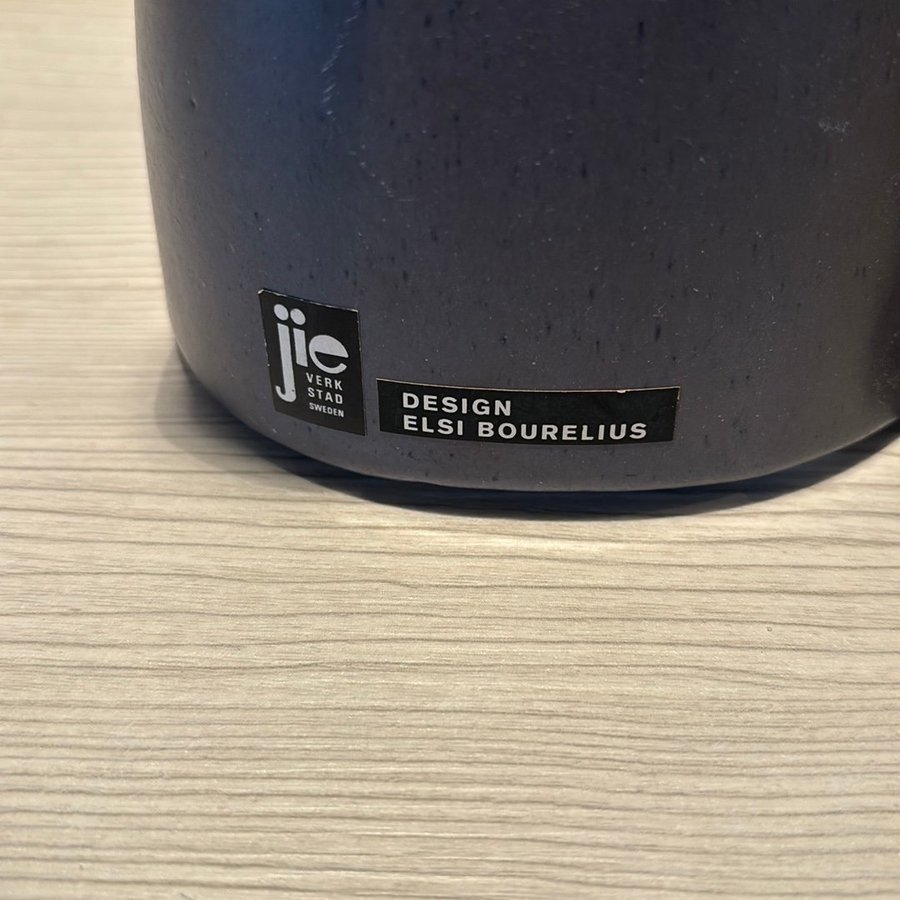 jie
VERK
STAD
SWEDEN
DESIGN
ELSI BOURELIUS